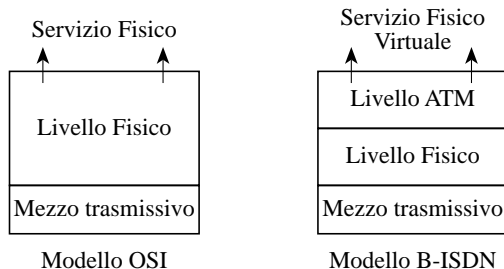 Servizio Fisico
Livello Fisico
Mezzo trasmissivo
Modello OSI
Servizio Fisico
Virtuale
Livello ATM
Livello Fisico
Mezzo trasmissivo
Modello B-ISDN